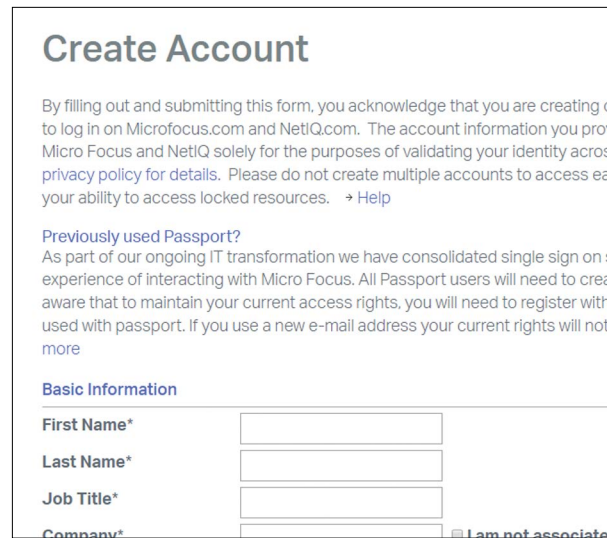 Create Account
By filling out and submitting this form, you acknowledge that you are creating
to log in on Microfocus.com and NetIQ.com. The account information you
Micro Focus and NetIQ solely for the purposes of validating your identity
privacy policy for details. Please do not create multiple accounts to access
your ability to access locked resources. → Help
Previously used Passport?
As part of our ongoing IT transformation we have consolidated single sign on
experience of interacting with Micro Focus. All Passport users will need to
aware that to maintain your current access rights, you will need to register
used with passport. If you use a new e-mail address your current rights will
more
Basic Information
First Name*
Last Name*
Job Title*
Company* I am not